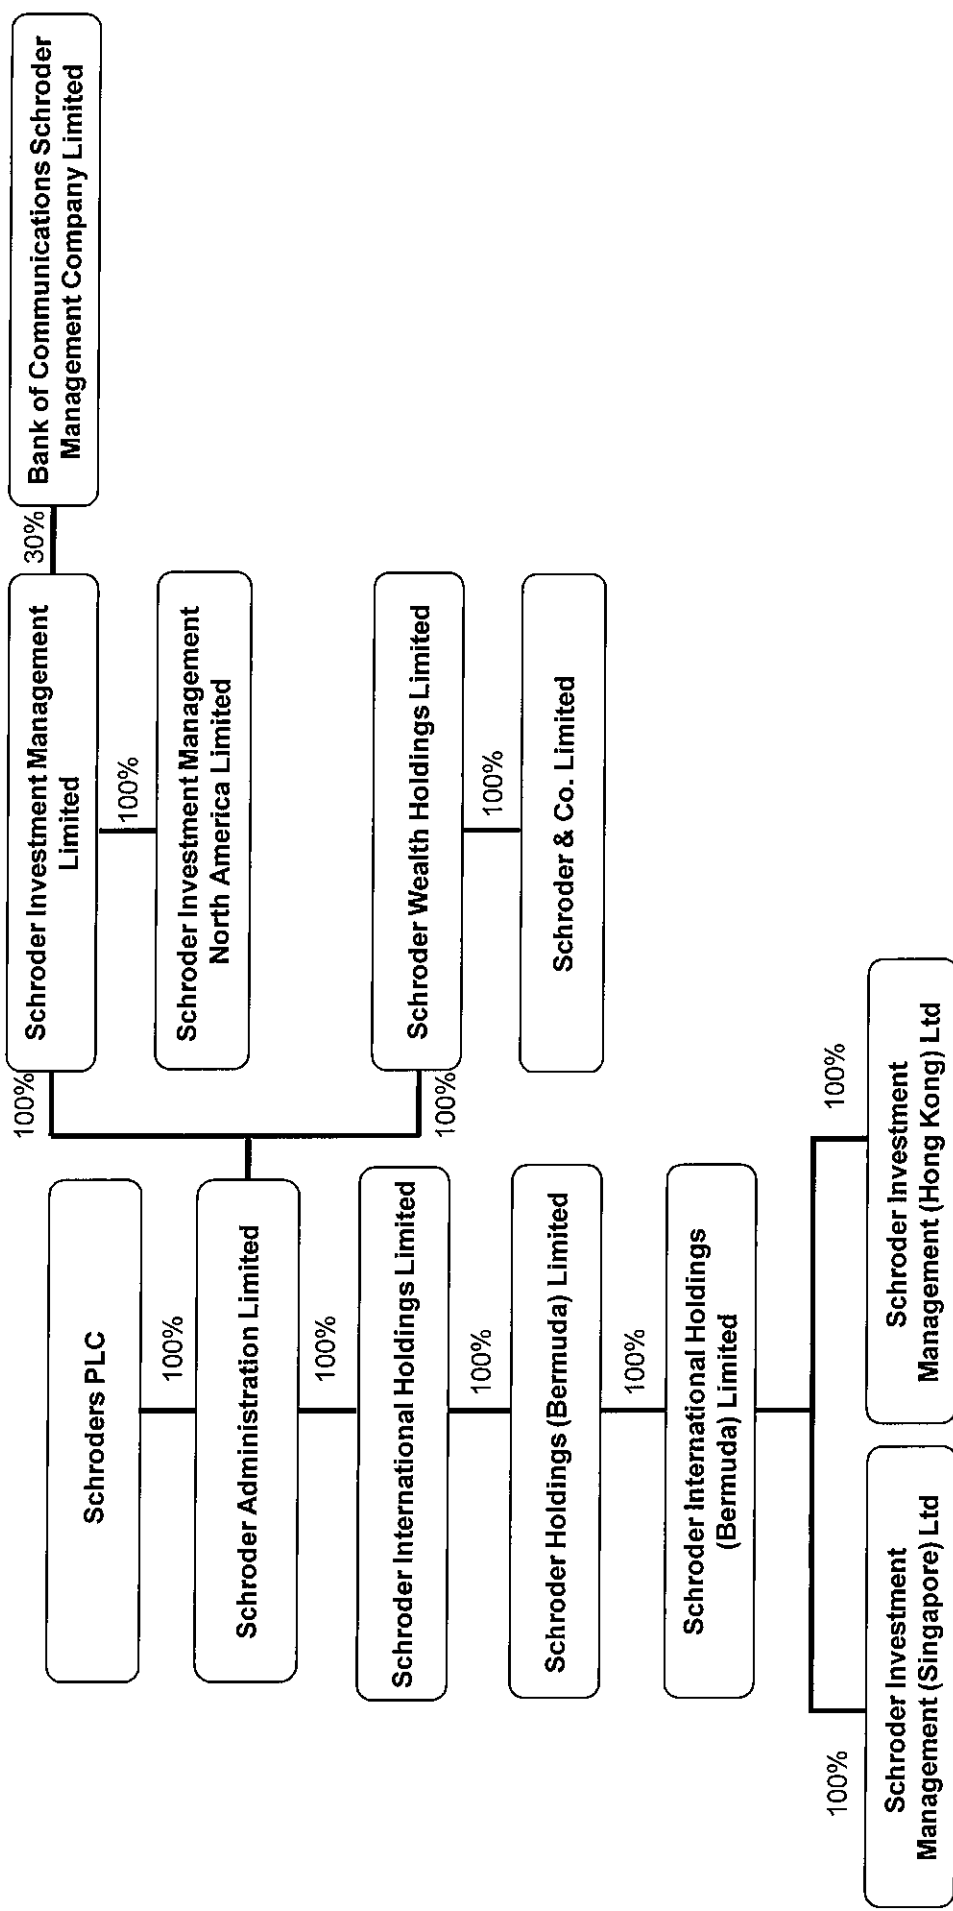 Schroders PLC
100%
Schroder Administration Limited
100%
Schroder Investment Management
Limited
30%
Bank of Communications Schroder
Management Company Limited
100%
Schroder Investment Management
North America Limited
100%
Schroder Wealth Holdings Limited
100%
Schroder & Co. Limited
100%
Schroder International Holdings Limited
100%
Schroder Holdings (Bermuda) Limited
100%
Schroder International Holdings
(Bermuda) Limited
100%
Schroder Investment
Management (Singapore) Ltd
100%
Schroder Investment
Management (Hong Kong) Ltd